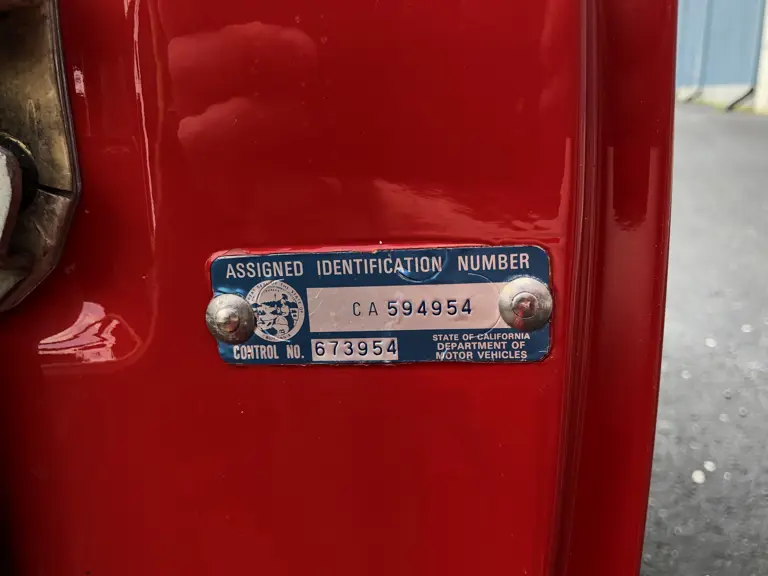 ASSIGNED IDENTIFICATION NUMBER
CA 594954
CONTROL NO. 673954
STATE OF CALIFORNIA
DEPARTMENT OF
MOTOR VEHICLES